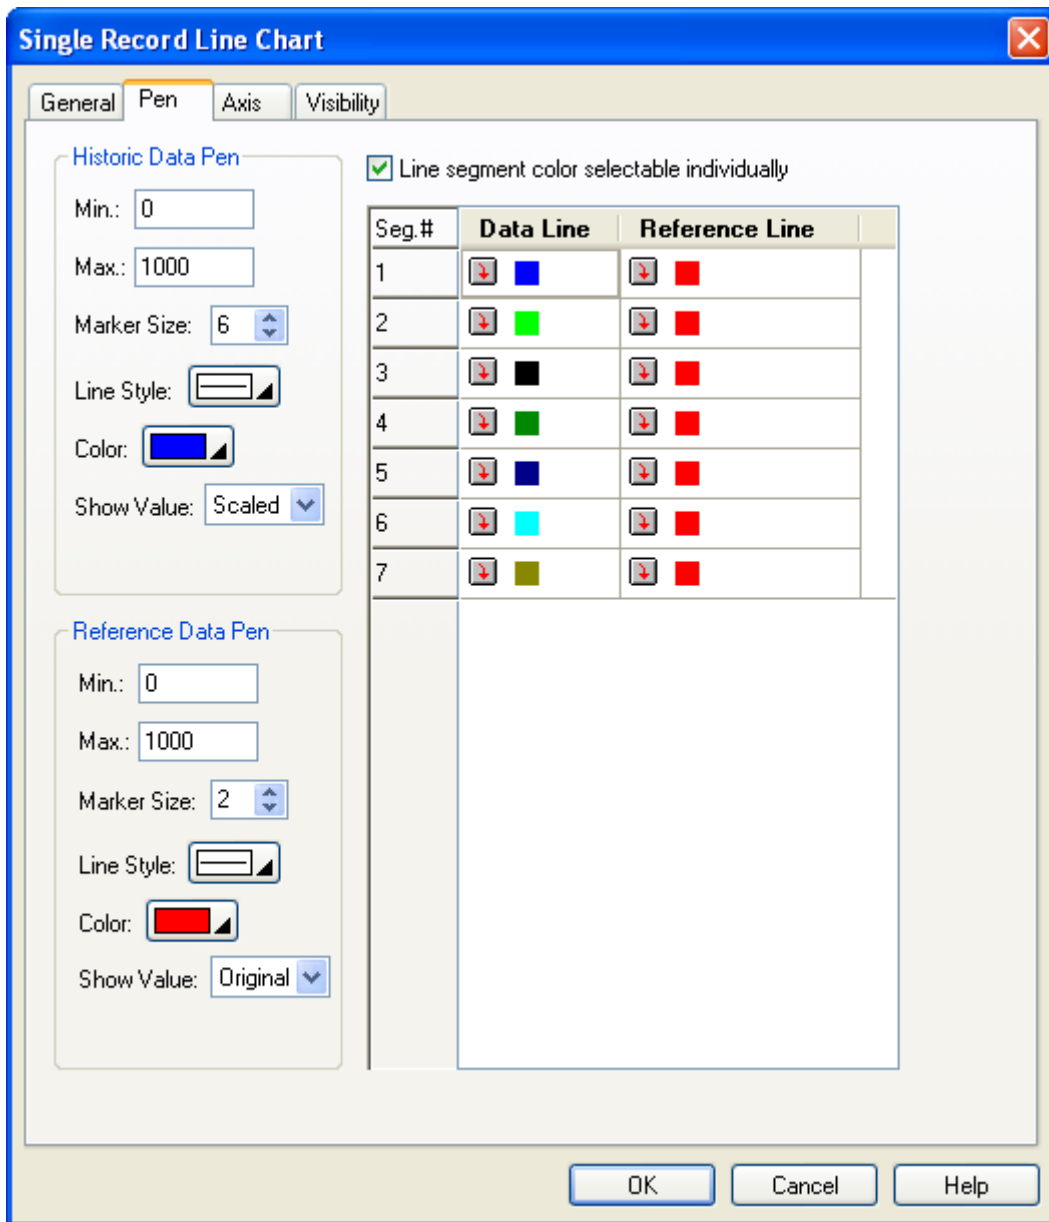 Single Record Line Chart
General Pen Axis Visibility
Historic Data Pen
Min.: 0
Max.: 1000
Marker Size: 6
Line Style:
Color:
Show Value: Scaled
Reference Data Pen
Min.: 0
Max.: 1000
Marker Size: 2
Line Style:
Color:
Show Value: Original
Line segment color selectable individually
Seg.# Data Line Reference Line
1
2
3
4
5
6
7
OK Cancel Help